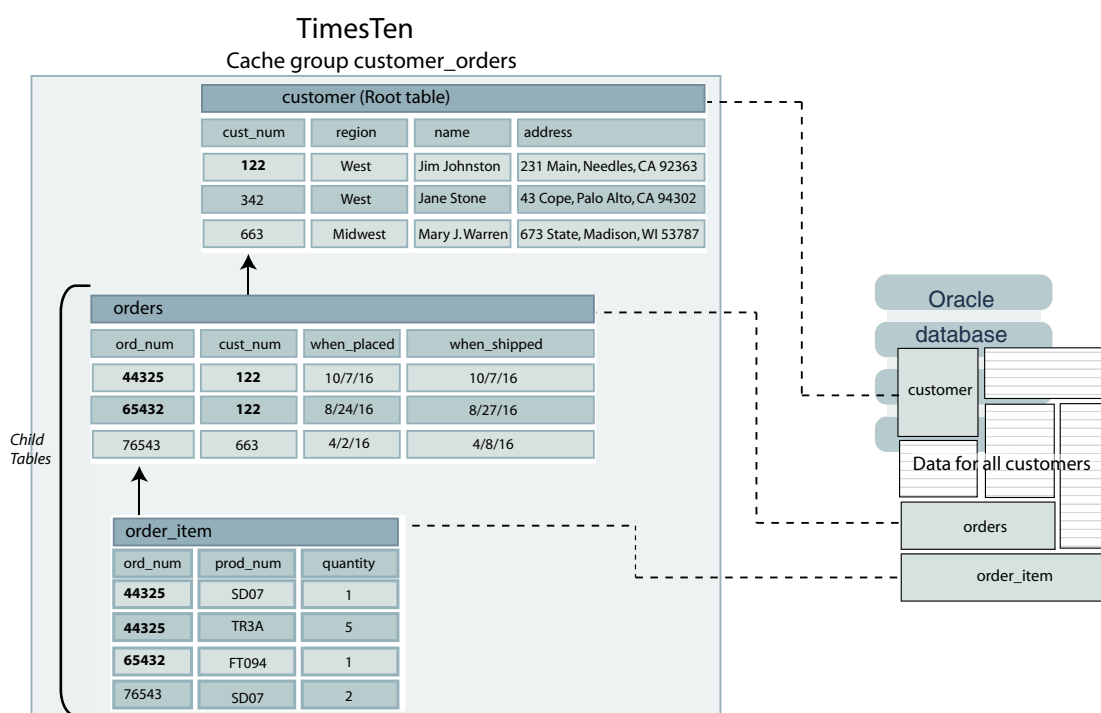 TimesTen
Cache group customer_orders
customer (Root table)
cust_num region name address
122 West Jim Johnston 231 Main, Needles, CA 92363
342 West Jane Stone 43 Cope, Palo Alto, CA 94302
663 Midwest Mary J. Warren 673 State, Madison, WI 53787
orders
ord_num cust_num when_placed when_shipped
44325 122 10/7/16 10/7/16
65432 122 8/24/16 8/27/16
76543 663 4/2/16 4/8/16
Child
Tables
order_item
ord_num prod_num quantity
44325 SD07 1
44325 TR3A 5
65432 FT094 1
76543 SD07 2
Oracle
database
customer
Data for all customers
orders
order_item